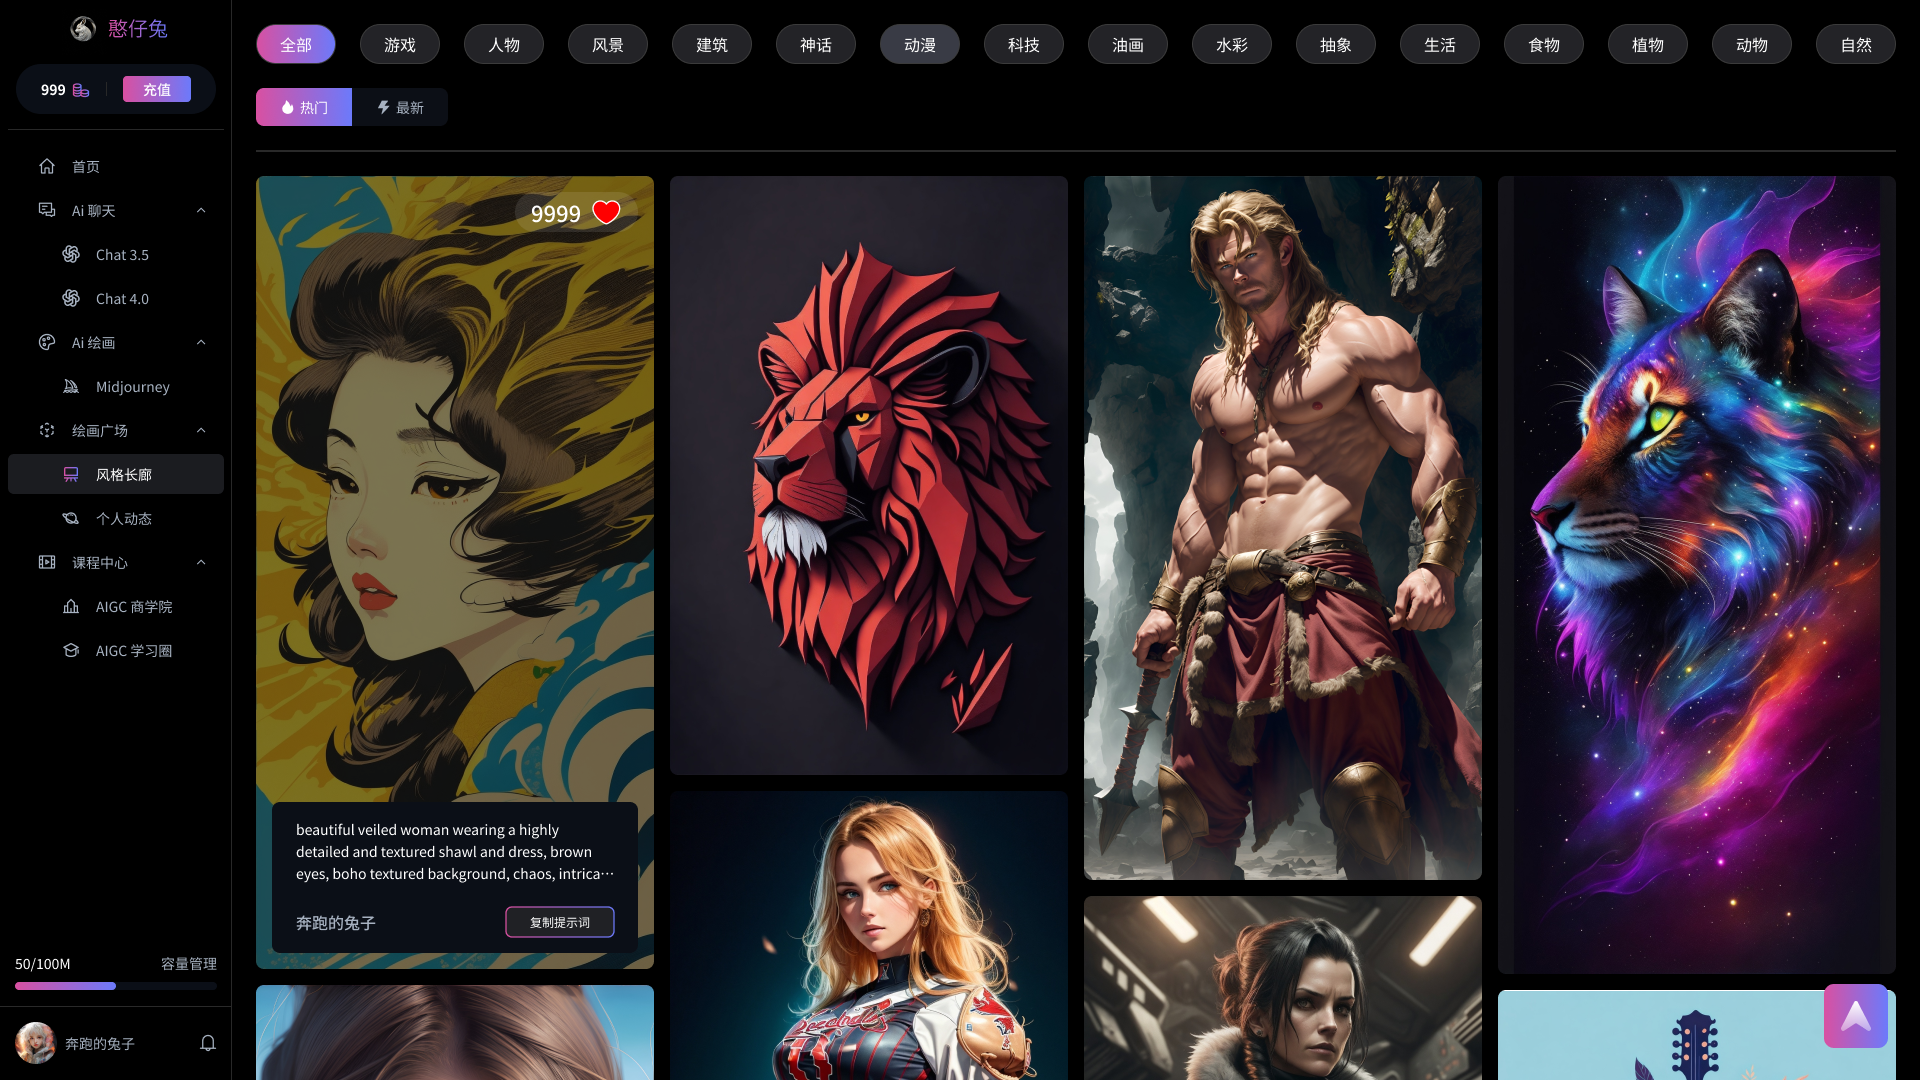 憨仔兔
999
充值
首页
Ai 聊天
Chat 3.5
Chat 4.0
Ai 绘画
Midjourney
绘画广场
风格长廊
个人动态
课程中心
AIGC 商学院
AIGC 学习圈
50/100M 容量管理
奔跑的兔子
全部 游戏 人物 风景 建筑 神话 动漫 科技 油画 水彩 抽象 生活 食物 植物 动物 自然
热门 最新
9999
beautiful veiled woman wearing a highly
detailed and textured shawl and dress, brown
eyes, boho textured background, chaos, intrica…
奔跑的兔子 复制提示词